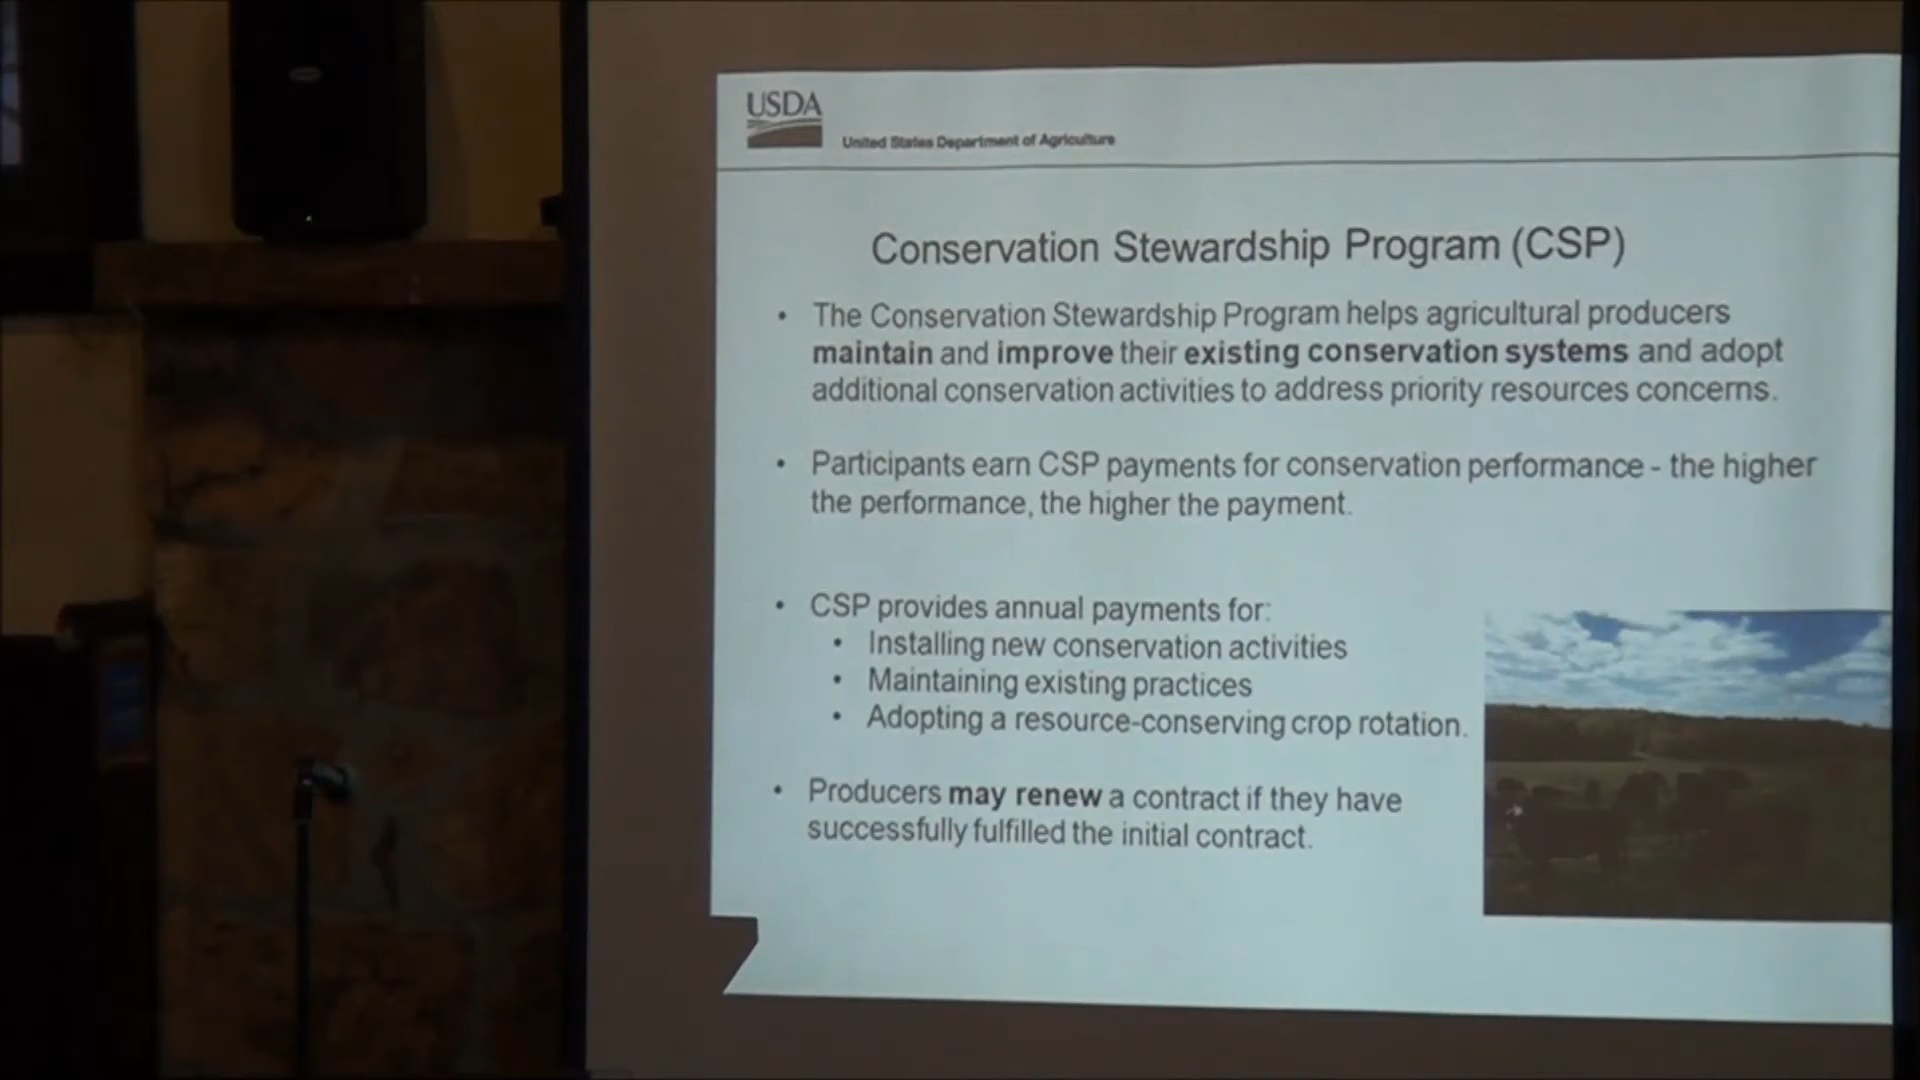 USDA
United States Department of Agriculture
Conservation Stewardship Program (CSP)
• The Conservation Stewardship Program helps agricultural producers
maintain and improve their existing conservation systems and adopt
additional conservation activities to address priority resources concerns.
• Participants earn CSP payments for conservation performance - the higher
the performance, the higher the payment.
• CSP provides annual payments for:
• Installing new conservation activities
• Maintaining existing practices
• Adopting a resource-conserving crop rotation.
• Producers may renew a contract if they have
successfully fulfilled the initial contract.